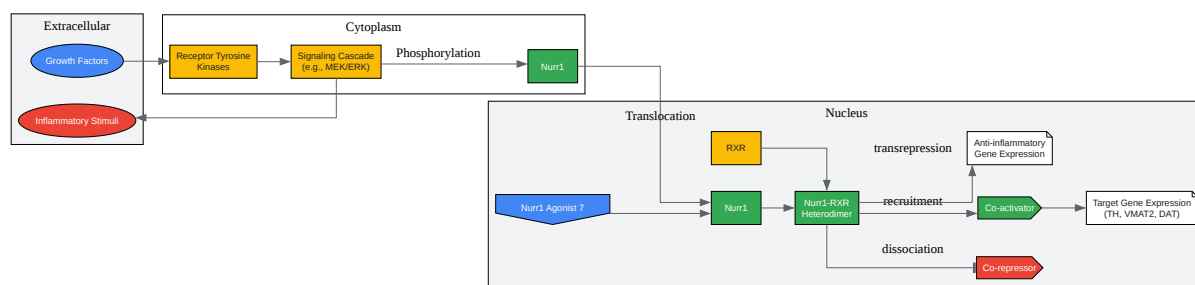 Extracellular
Growth Factors
Inflammatory Stimuli
Cytoplasm
Receptor Tyrosine
Kinases
Signaling Cascade
(e.g., MEK/ERK)
Phosphorylation
Nurr1
Nucleus
Translocation
RXR
transrepression
Anti-inflammatory
Gene Expression
Nurr1 Agonist 7
Nurr1
Nurr1-RXR
Heterodimer
recruitment
Co-activator
Target Gene Expression
(TH, VMAT2, DAT)
dissociation
Co-repressor